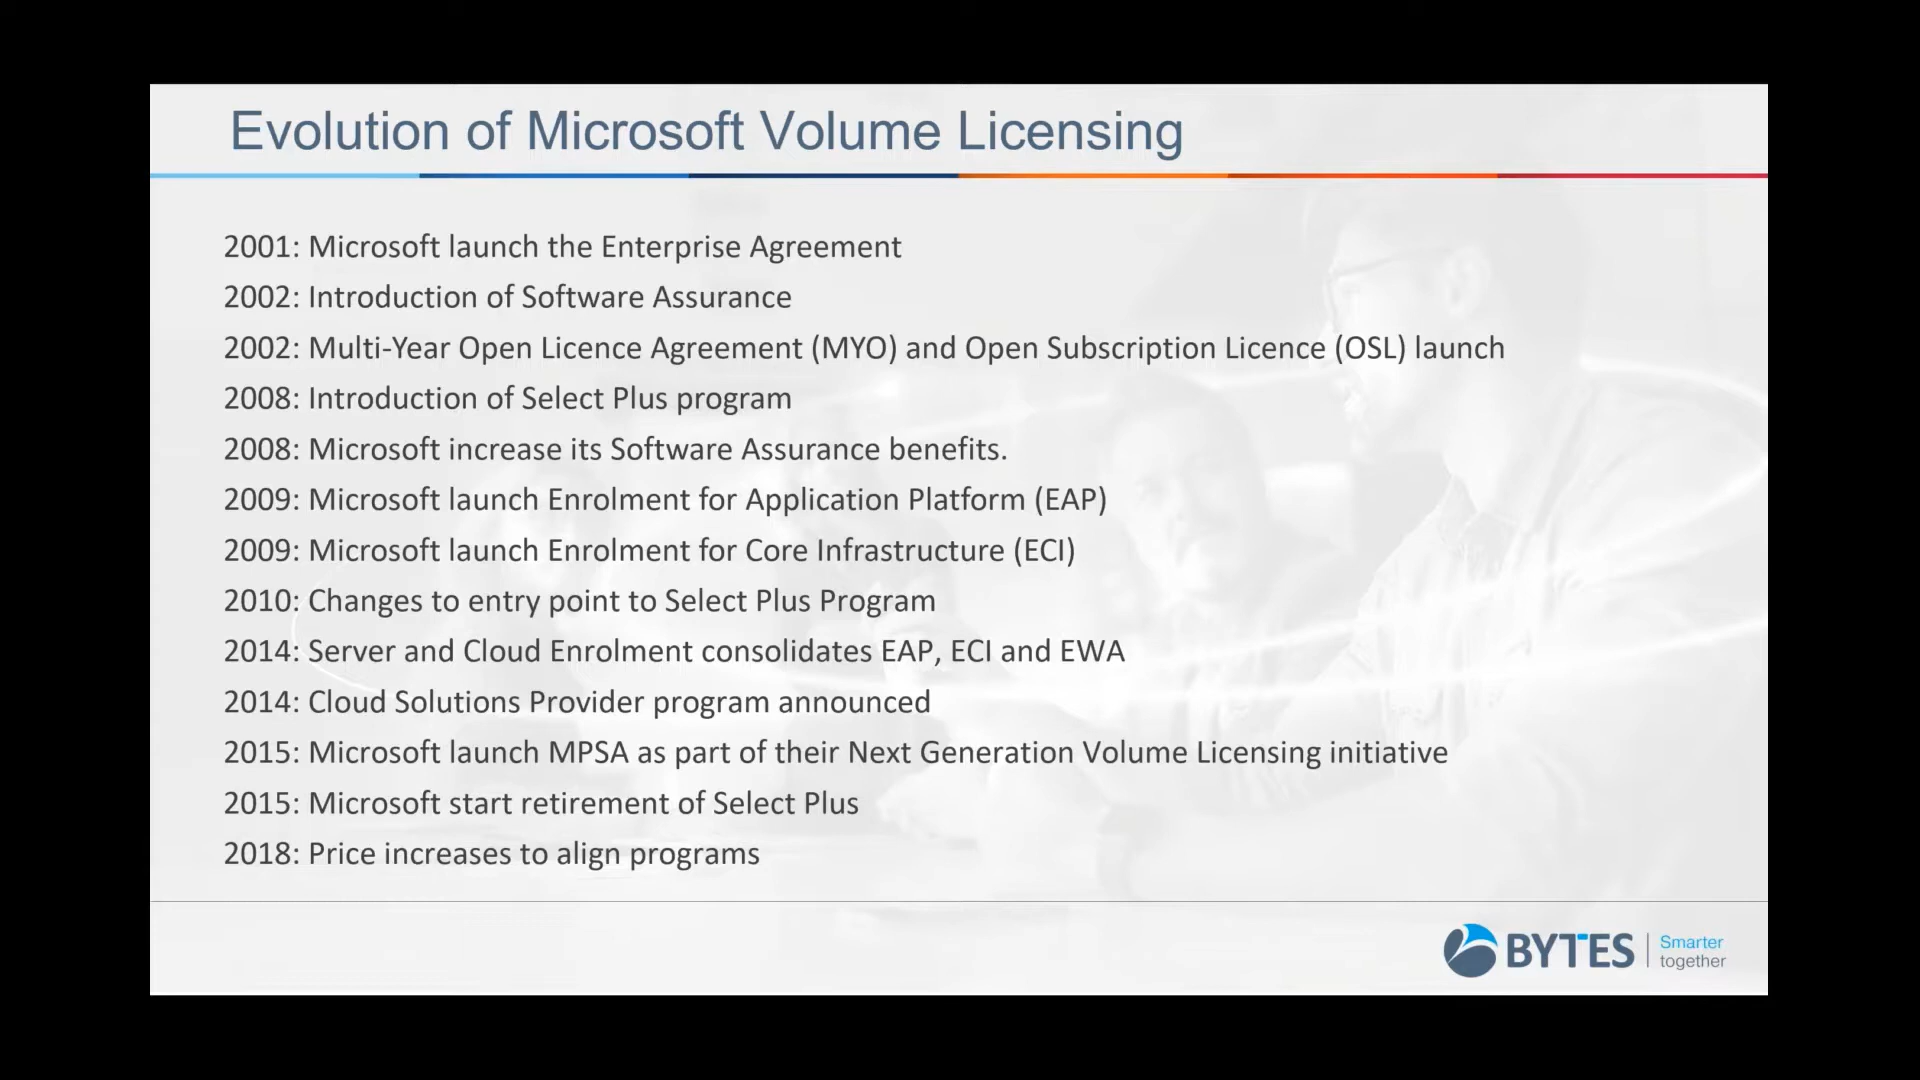 Evolution of Microsoft Volume Licensing
2001: Microsoft launch the Enterprise Agreement
2002: Introduction of Software Assurance
2002: Multi-Year Open Licence Agreement (MYO) and Open Subscription Licence (OSL) launch
2008: Introduction of Select Plus program
2008: Microsoft increase its Software Assurance benefits.
2009: Microsoft launch Enrolment for Application Platform (EAP)
2009: Microsoft launch Enrolment for Core Infrastructure (ECI)
2010: Changes to entry point to Select Plus Program
2014: Server and Cloud Enrolment consolidates EAP, ECI and EWA
2014: Cloud Solutions Provider program announced
2015: Microsoft launch MPSA as part of their Next Generation Volume Licensing initiative
2015: Microsoft start retirement of Select Plus
2018: Price increases to align programs
BYTES
Smarter
together